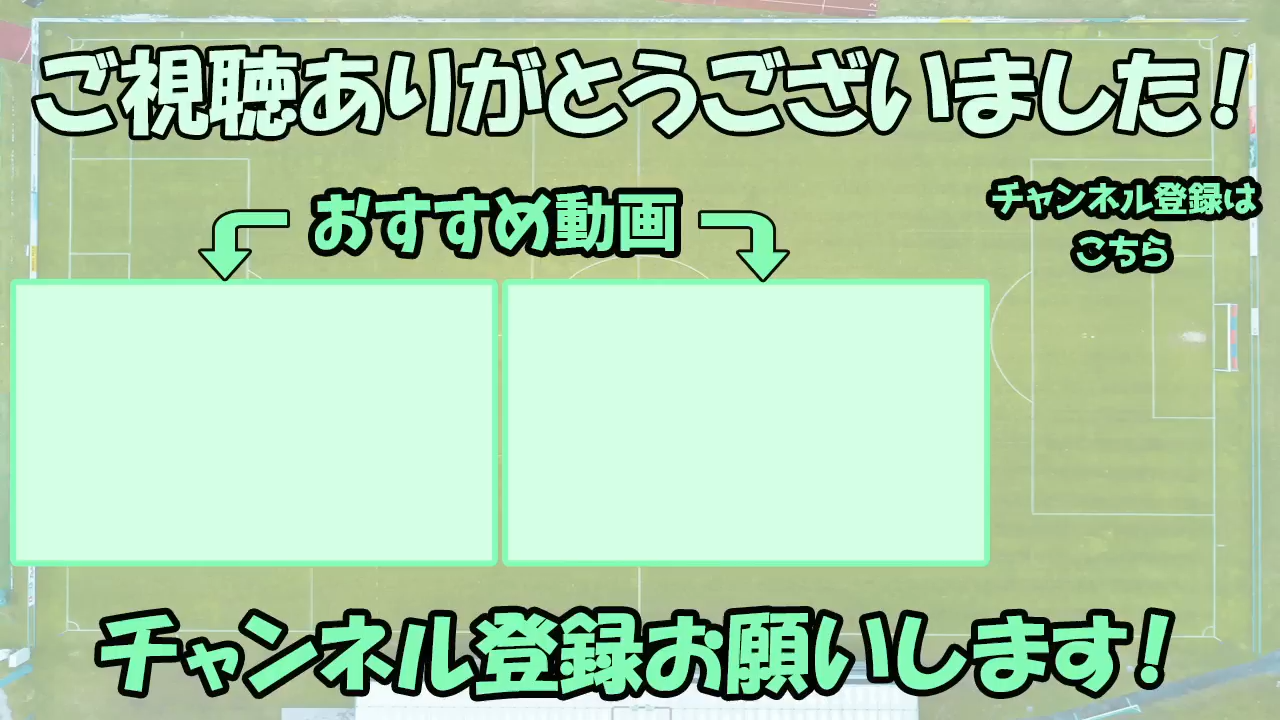 ご視聴ありがとうございました!
おすすめ動画
チャンネル登録は
こちら
チャンネル登録お願いします!